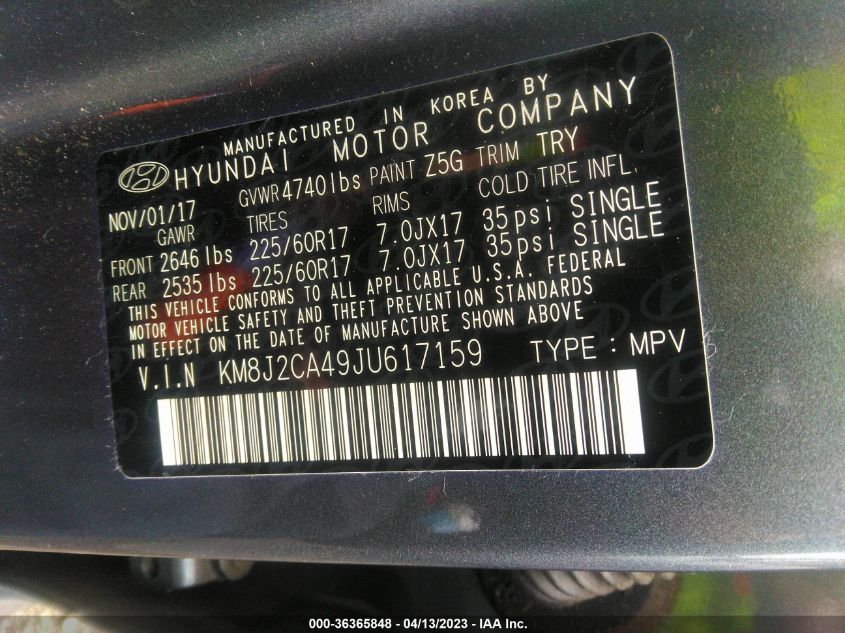 MANUFACTURED IN KOREA BY
HYUNDAI MOTOR COMPANY
NOV/01/17 GVWR 4740lbs PAINT Z5G TRIM TRY
GAWR TIRES RIMS COLD TIRE INFL.
FRONT 2646 lbs 225/60R17 7.0JX17 35psi SINGLE
REAR 2535 lbs 225/60R17 7.0JX17 35psi SINGLE
THIS VEHICLE CONFORMS TO ALL APPLICABLE U.S.A. FEDERAL
MOTOR VEHICLE SAFETY AND THEFT PREVENTION STANDARDS
IN EFFECT ON THE DATE OF MANUFACTURE SHOWN ABOVE
V.I.N KM8J2CA49JU617159 TYPE : MPV
000-36365848 - 04/13/2023 - IAA Inc.